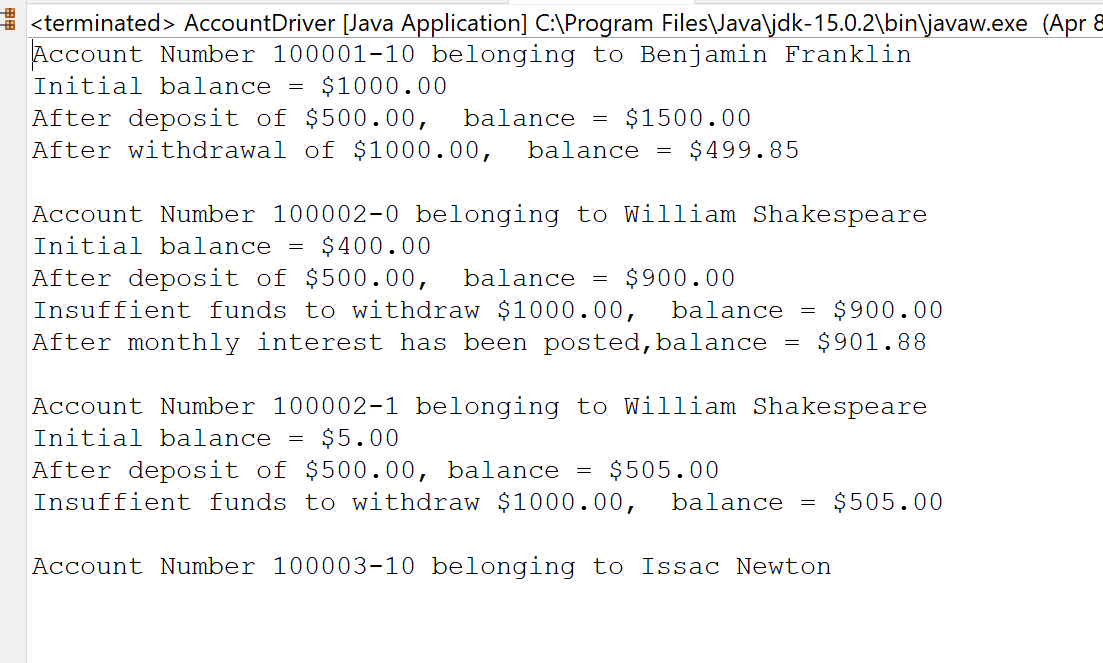 <terminated> AccountDriver [Java Application] C:\Program Files\Java\jdk-15.0.2\bin\javaw.exe  (Apr 8
Account Number 100001-10 belonging to Benjamin Franklin
Initial balance = $1000.00
After deposit of $500.00,  balance = $1500.00
After withdrawal of $1000.00,  balance = $499.85

Account Number 100002-0 belonging to William Shakespeare
Initial balance = $400.00
After deposit of $500.00,  balance = $900.00
Insufficient funds to withdraw $1000.00,  balance = $900.00
After monthly interest has been posted,balance = $901.88

Account Number 100002-1 belonging to William Shakespeare
Initial balance = $5.00
After deposit of $500.00, balance = $505.00
Insufficient funds to withdraw $1000.00,  balance = $505.00

Account Number 100003-10 belonging to Issac Newton